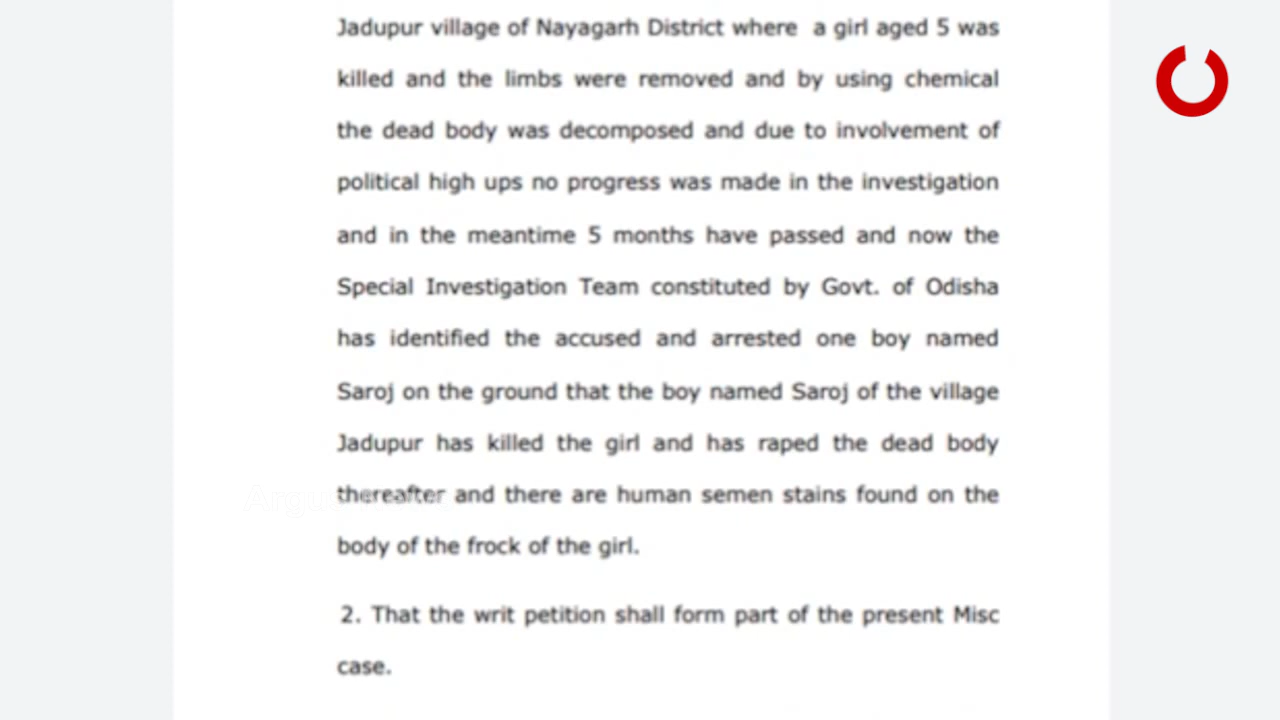 Jadupur village of Nayagarh District where a girl aged 5 was
killed and the limbs were removed and by using chemical
the dead body was decomposed and due to involvement of
political high ups no progress was made in the investigation
and in the meantime 5 months have passed and now the
Special Investigation Team constituted by Govt. of Odisha
has identified the accused and arrested one boy named
Saroj on the ground that the boy named Saroj of the village
Jadupur has killed the girl and has raped the dead body
thereafter and there are human semen stains found on the
body of the frock of the girl.
2. That the writ petition shall form part of the present Misc
case.